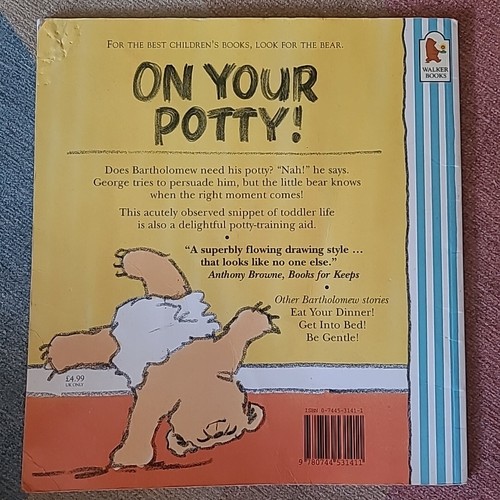 FOR THE BEST CHILDREN'S BOOKS, LOOK FOR THE BEAR.
WALKER
BOOKS
ON YOUR
POTTY!
Does Bartholomew need his potty? "Nah!" he says.
George tries to persuade him, but the little bear knows
when the right moment comes!
This acutely observed snippet of toddler life
is also a delightful potty-training aid.
•
"A superbly flowing drawing style ...
that looks like no one else."
Anthony Browne, Books for Keeps
•
Other Bartholomew stories
Eat Your Dinner!
Get Into Bed!
Be Gentle!
£4.99
UK ONLY
ISBN 0-7445-3141-3
9 780744 531411